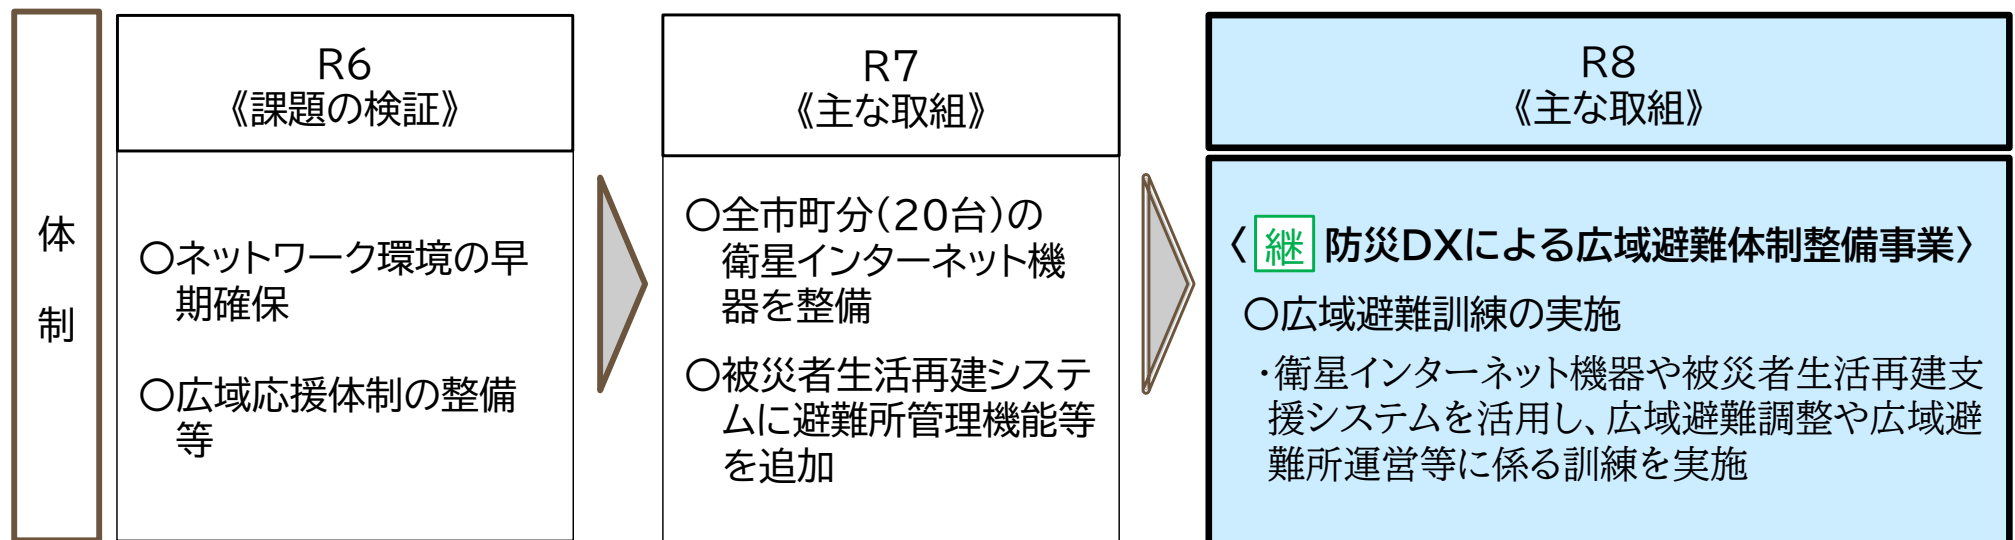 体
制
R6
《課題の検証》
〇ネットワーク環境の早
期確保
〇広域応援体制の整備
等
R7
《主な取組》
〇全市町分(20台)の
衛星インターネット機
器を整備
〇被災者生活再建システ
ムに避難所管理機能等
を追加
R8
《主な取組》
〈継 防災DXによる広域避難体制整備事業〉
〇広域避難訓練の実施
・衛星インターネット機器や被災者生活再建支
援システムを活用し、広域避難調整や広域避
難所運営等に係る訓練を実施